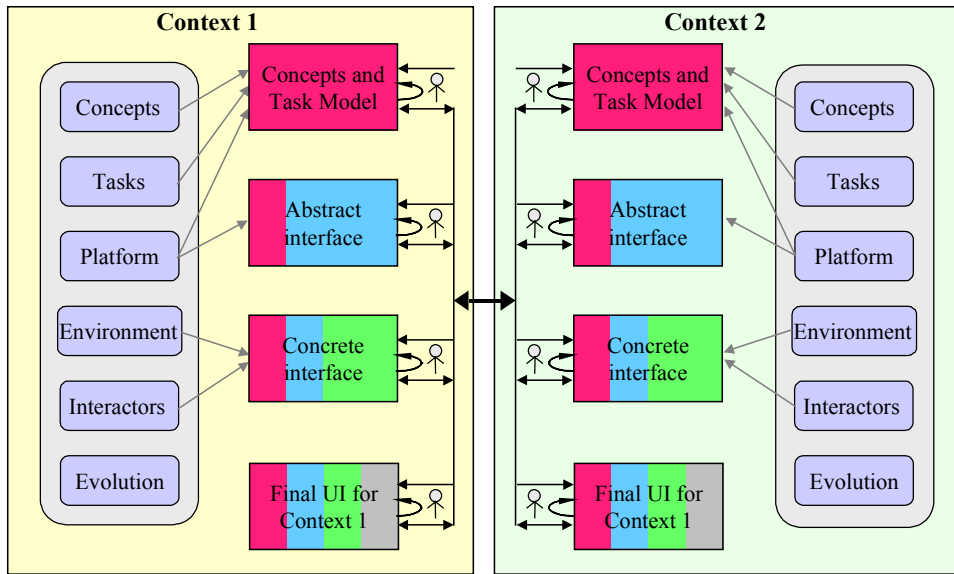 Context 1
Concepts
Tasks
Platform
Environment
Interactors
Evolution
Concepts and
Task Model
Abstract
interface
Concrete
interface
Final UI for
Context 1
Context 2
Concepts and
Task Model
Abstract
interface
Concrete
interface
Final UI for
Context 1
Concepts
Tasks
Platform
Environment
Interactors
Evolution